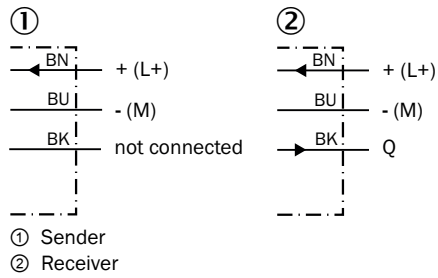 ① ②
BN + (L+) BN + (L+)
BU - (M) BU - (M)
BK not connected BK Q
① Sender
② Receiver